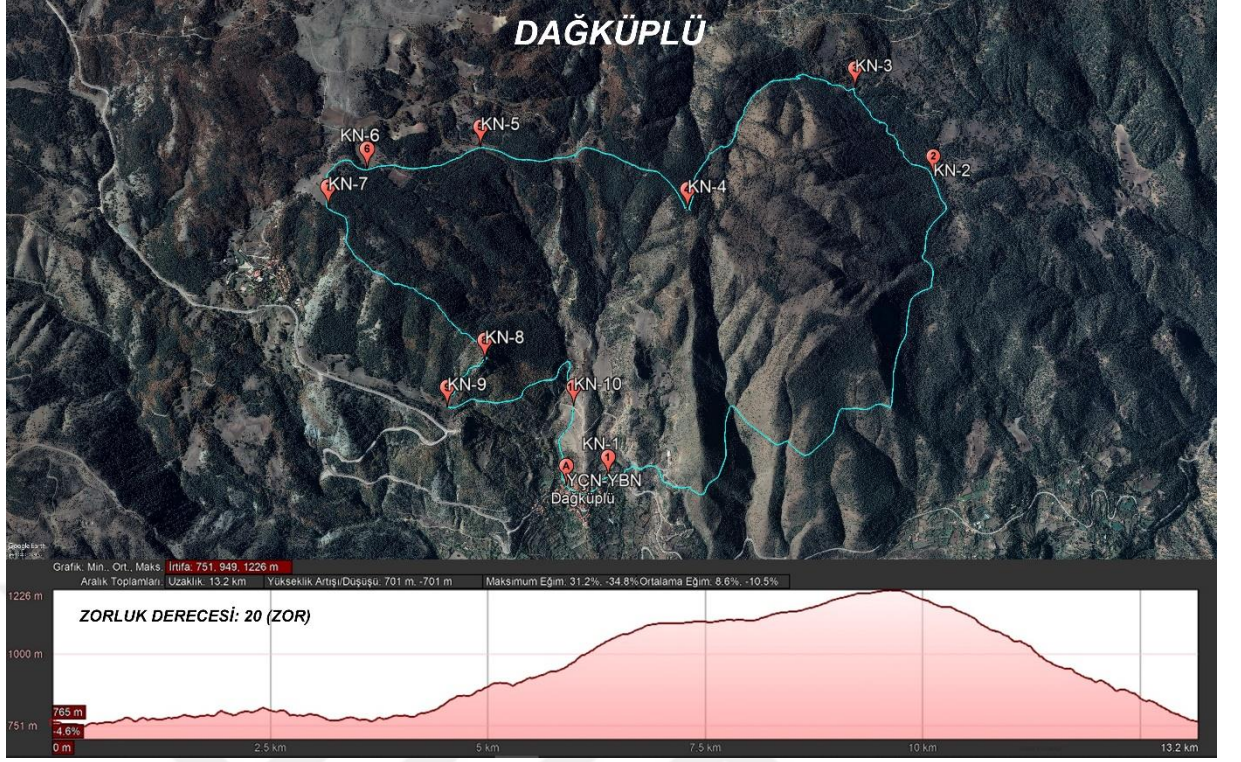 DAĞKÜPLÜ
KN-3
KN-5
KN-6
6
2
KN-2
KN-7
KN-4
KN-8
KN-9
KN-10
KN-1
1
A
YÇN-YBN
Dağküplü
Grafik: Min., Ort., Maks. İrtifa: 751, 949, 1226 m
Aralık Toplamları: Uzaklık: 13.2 km Yükseklik Artışı/Düşüşü: 701 m, -701 m Maksimum Eğim: 31.2%, -34.8% Ortalama Eğim: 8.6%, -10.5%
1226 m
ZORLUK DERECESİ: 20 (ZOR)
1000 m
765 m
751 m
-4.6%
0 m
2.5 km
5 km
7.5 km
10 km
13.2 km